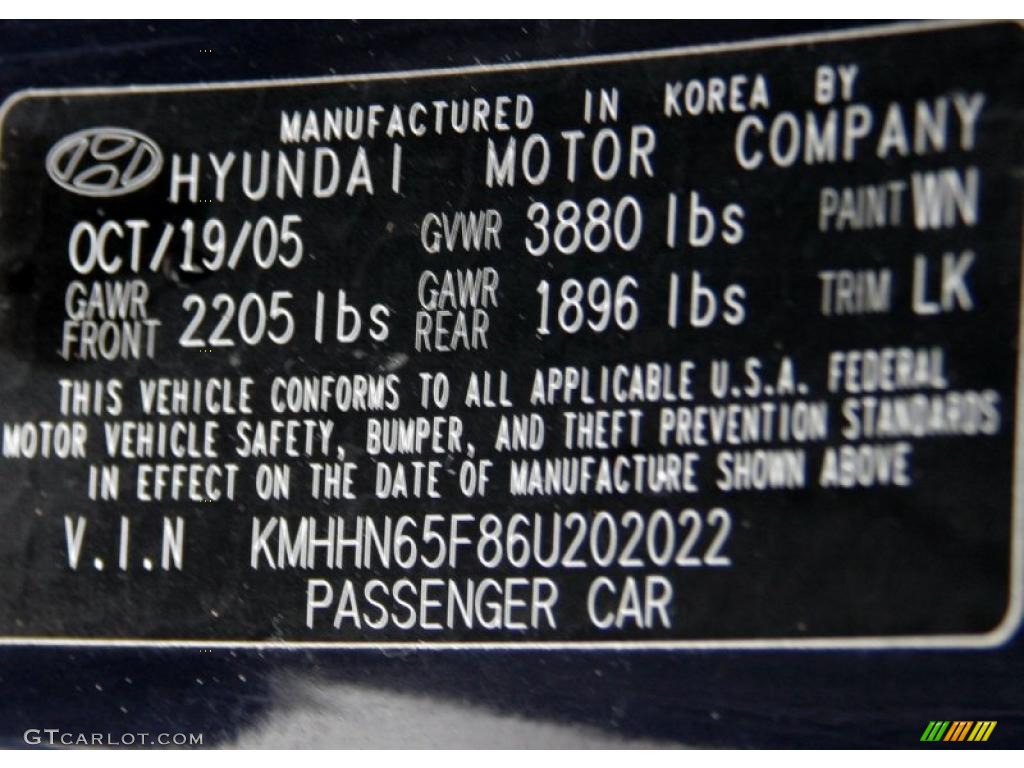 MANUFACTURED IN KOREA BY
HYUNDAI MOTOR COMPANY
OCT/19/05 GVWR 3880 lbs PAINT WN
GAWR FRONT 2205 lbs GAWR REAR 1896 lbs TRIM LK
THIS VEHICLE CONFORMS TO ALL APPLICABLE U.S.A. FEDERAL
MOTOR VEHICLE SAFETY, BUMPER, AND THEFT PREVENTION STANDARDS
IN EFFECT ON THE DATE OF MANUFACTURE SHOWN ABOVE
V.I.N KMHHN65F86U202022
PASSENGER CAR
GTCARLOT.COM